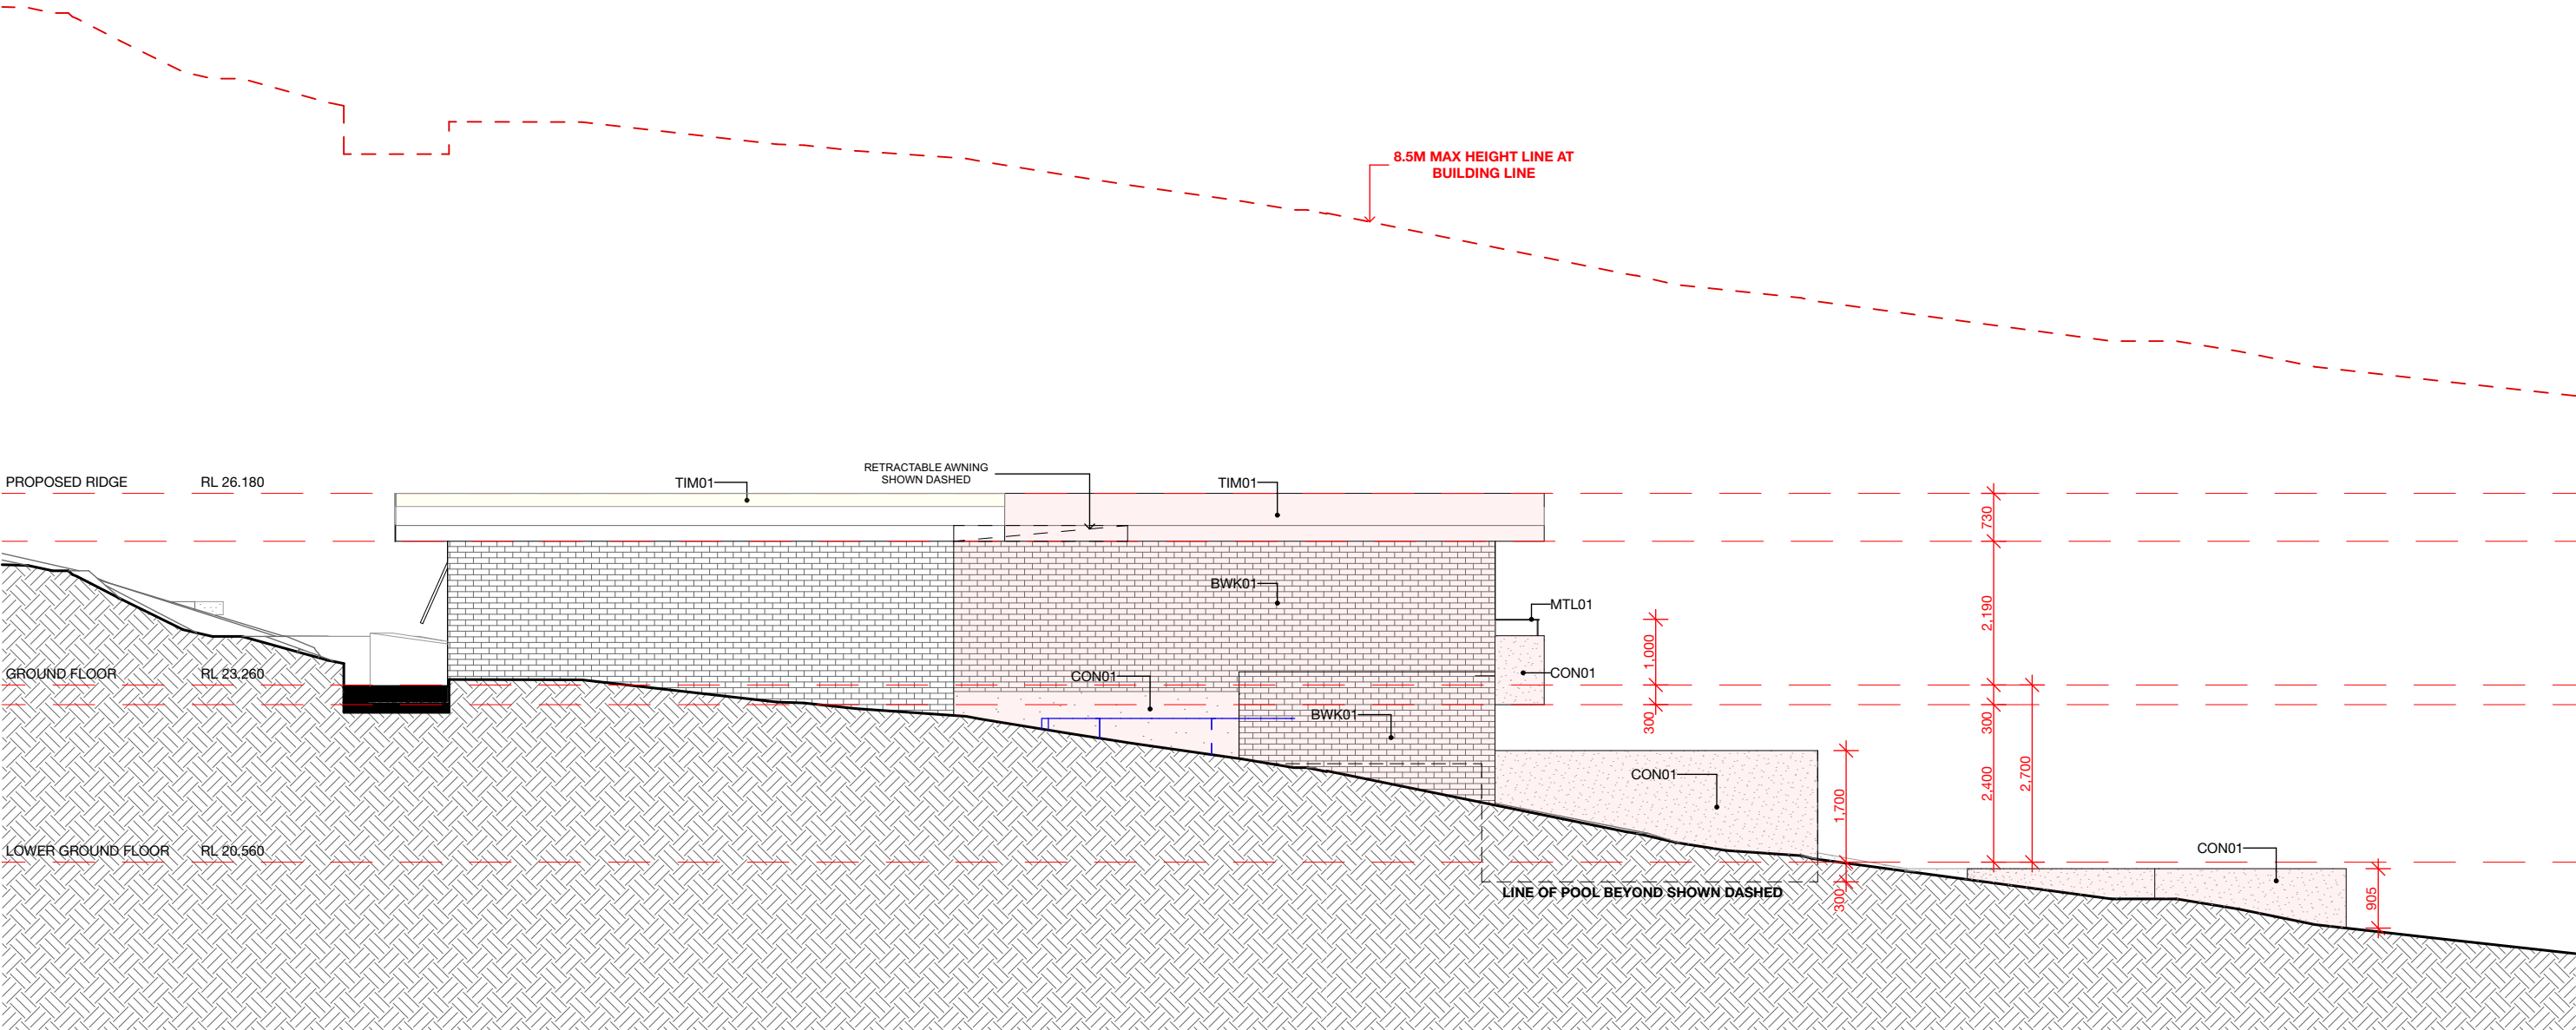 8.5M MAX HEIGHT LINE AT
BUILDING LINE
PROPOSED RIDGE RL 26.180
TIM01
RETRACTABLE AWNING
SHOWN DASHED
TIM01
730
BWK01
MTL01
2,190
1,000
GROUND FLOOR RL 23.260
CON01
CON01
BWK01
300
300
CON01
1,700
2,400
2,700
LOWER GROUND FLOOR RL 20.560
CON01
LINE OF POOL BEYOND SHOWN DASHED
300
905